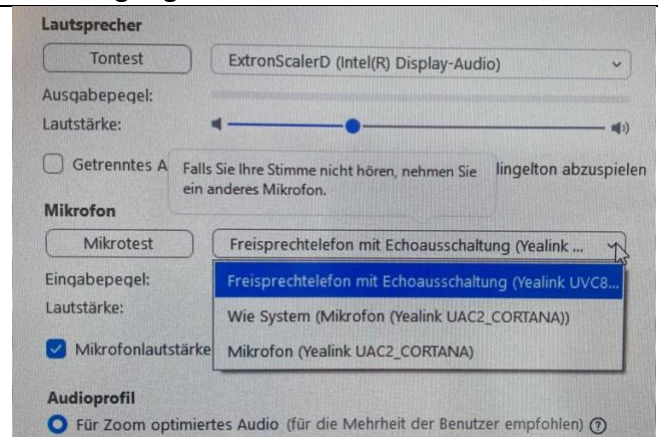 Lautsprecher
Tontest ExtronScalerD (Intel(R) Display-Audio)
Ausgabepegel:
Lautstärke:
Getrenntes A lingelton abzuspielen
Falls Sie Ihre Stimme nicht hören, nehmen Sie
ein anderes Mikrofon.
Mikrofon
Mikrotest Freisprechtelefon mit Echoausschaltung (Yealink ...
Eingabepegel: Freisprechtelefon mit Echoausschaltung (Yealink UVC8...
Lautstärke: Wie System (Mikrofon (Yealink UAC2_CORTANA))
Mikrofonlautstärke Mikrofon (Yealink UAC2_CORTANA)
Audioprofil
Für Zoom optimiertes Audio (für die Mehrheit der Benutzer empfohlen)